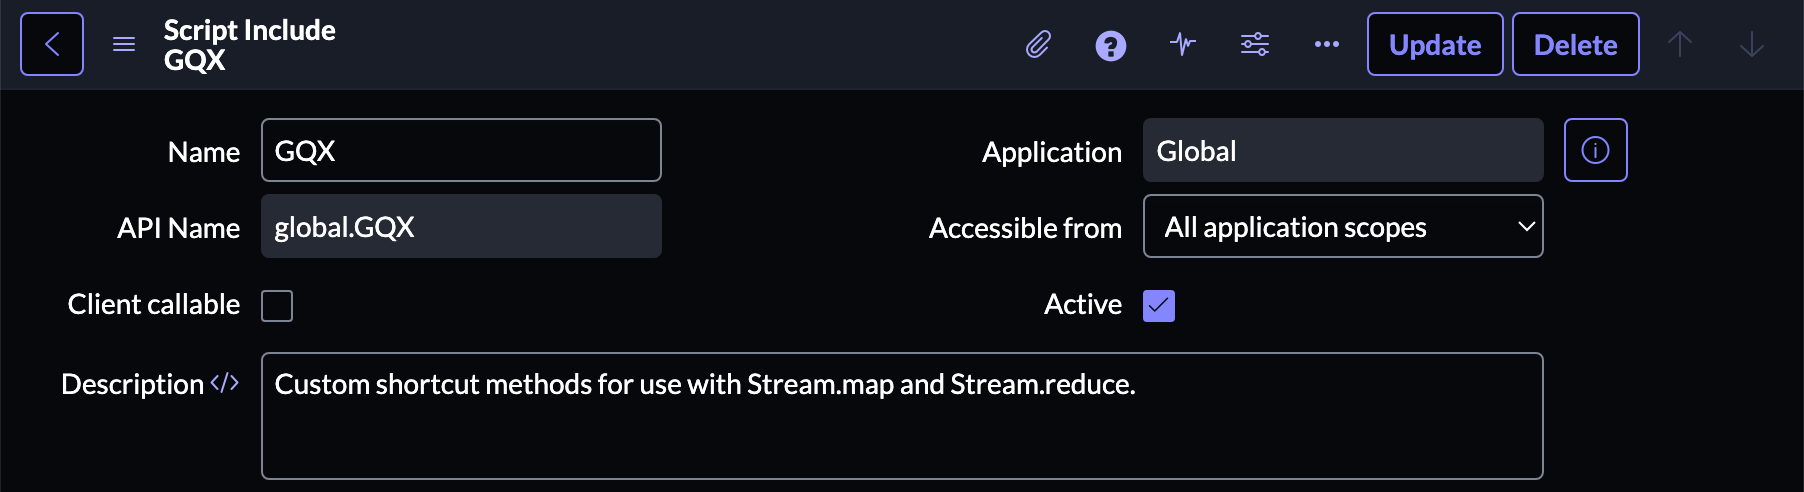 Script Include
GQX
Update
Delete
Name
GQX
Application
Global
API Name
global.GQX
Accessible from
All application scopes
Client callable
Active
Description </>
Custom shortcut methods for use with Stream.map and Stream.reduce.